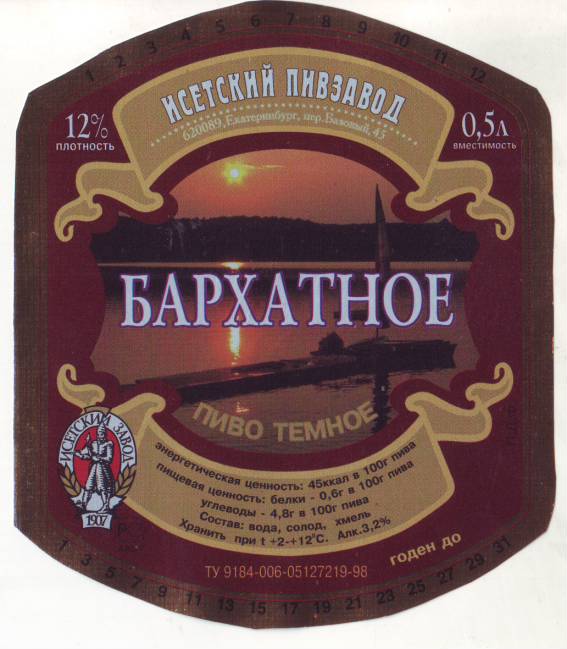 1 2 3 4 5 6 7 8 9 10 11 12
ИСЕТСКИЙ ПИВЗАВОД
620089, Екатеринбург, пер. Базовый, 45
12%
ПЛОТНОСТЬ
0,5л
ВМЕСТИМОСТЬ
БАРХАТНОЕ
ПИВО ТЕМНОЕ
ИСЕТСКИЙ ЗАВОД
1907
энергетическая ценность: 45ккал в 100г пива
пищевая ценность: белки - 0,6г в 100г пива
углеводы - 4,8г в 100г пива
Состав: вода, солод, хмель
Хранить при t +2-+12°С. Алк.3,2%
годен до
ТУ 9184-006-05127219-98
1 3 5 7 9 11 13 15 17 19 21 23 25 27 29 31